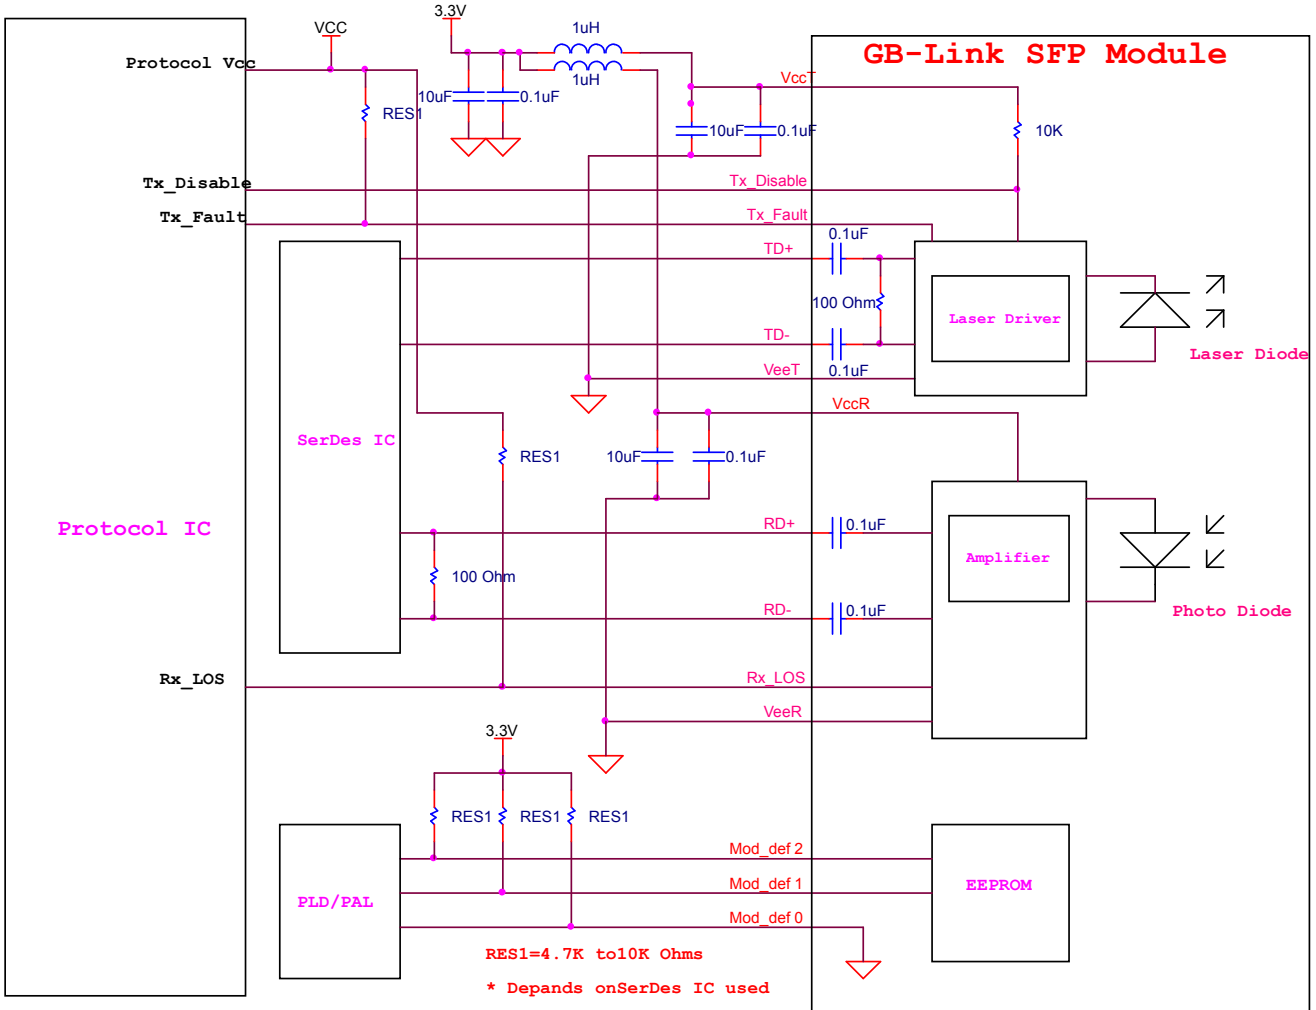 3.3V
VCC
1uH
GB-Link SFP Module
Protocol Vcc
1uH
VccT
10uF
0.1uF
RES1
10uF
0.1uF
10K
Tx_Disable
Tx_Disable
Tx_Fault
Tx_Fault
0.1uF
TD+
100 Ohm
Laser Driver
TD-
Laser Diode
VeeT
0.1uF
VccR
SerDes IC
RES1
10uF
0.1uF
Protocol IC
RD+
0.1uF
Amplifier
100 Ohm
RD-
0.1uF
Photo Diode
Rx_LOS
Rx_LOS
VeeR
3.3V
RES1
RES1
RES1
Mod_def 2
Mod_def 1
EEPROM
PLD/PAL
Mod_def 0
RES1=4.7K to10K Ohms
* Depands onSerDes IC used